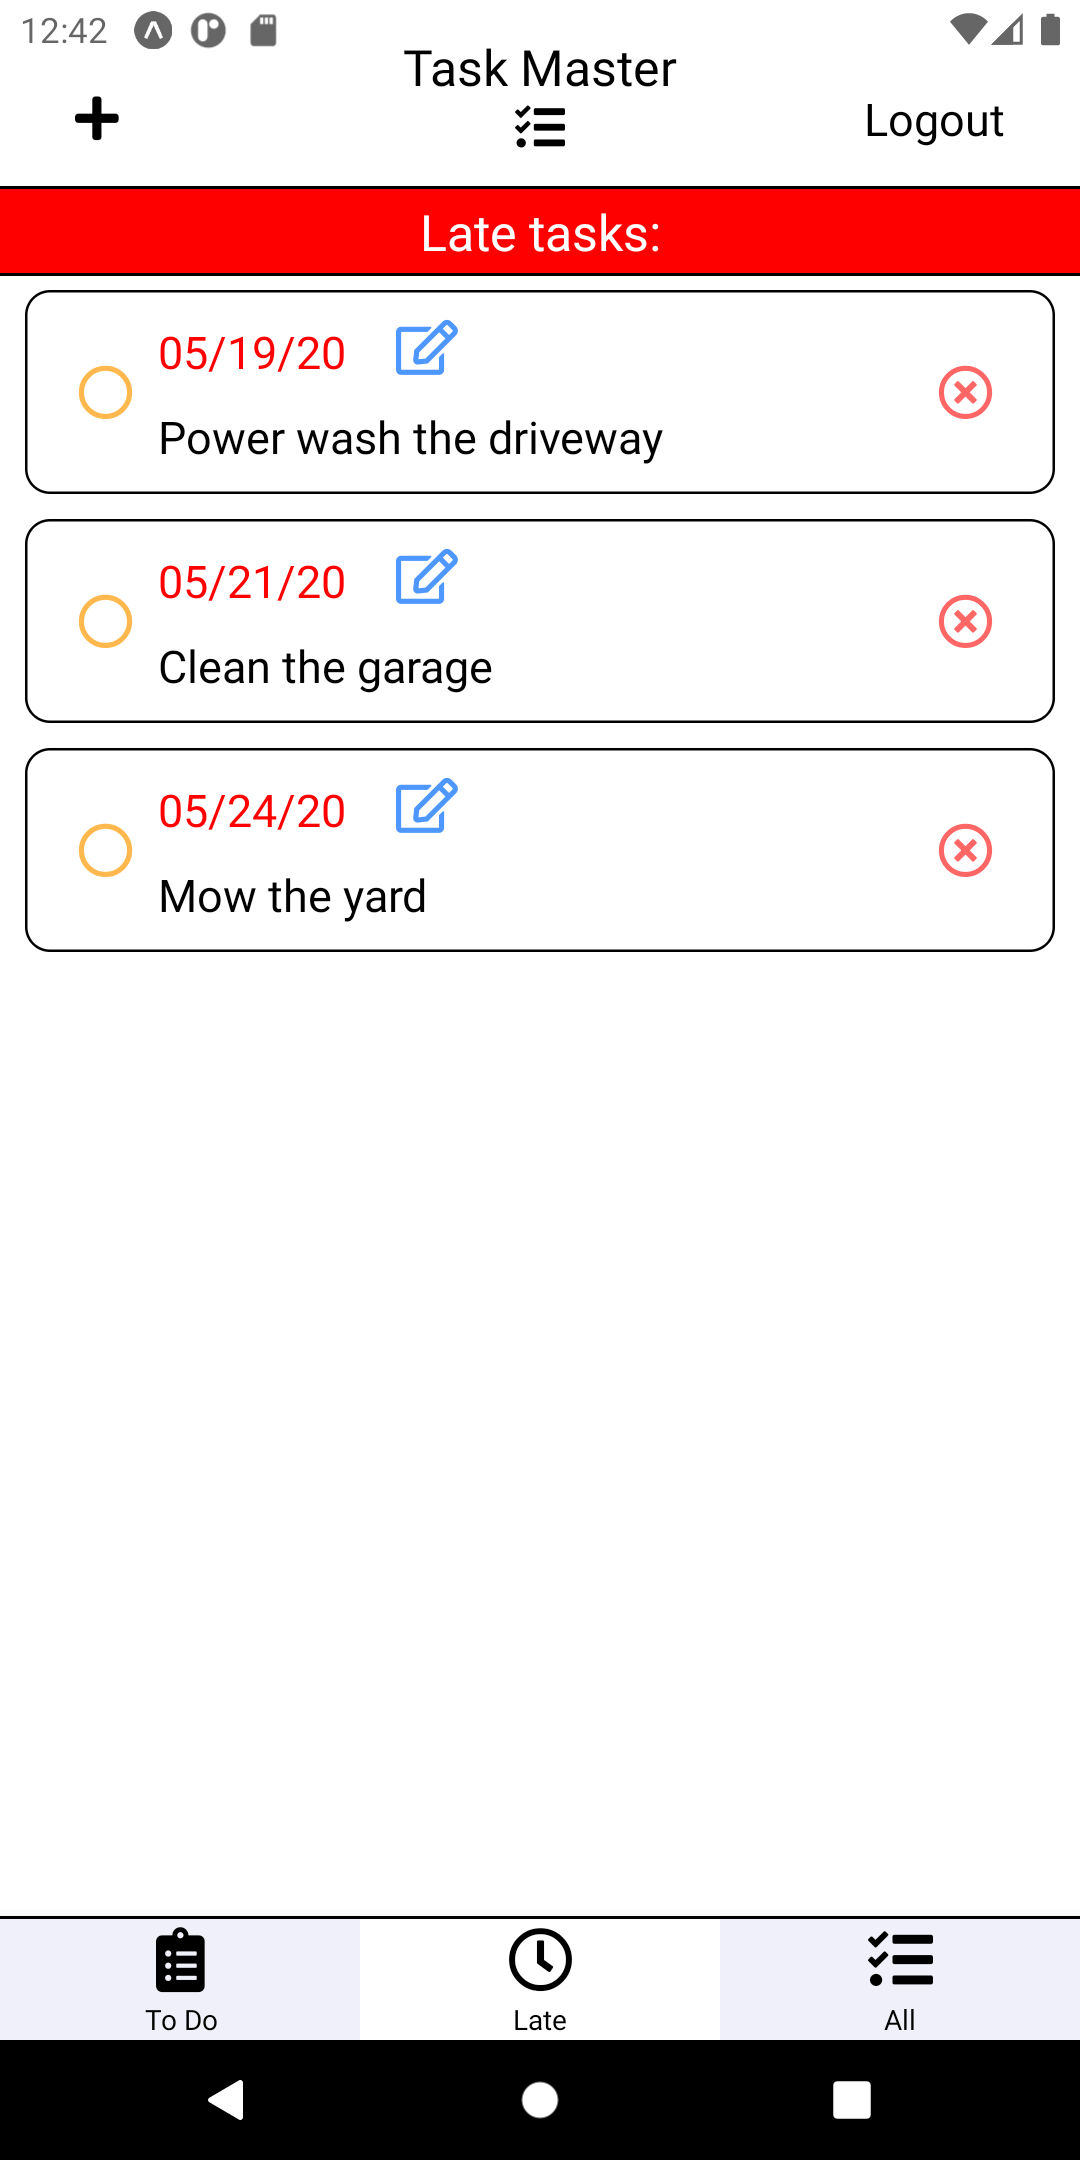 12:42
Task Master
Logout
Late tasks:
05/19/20
Power wash the driveway
05/21/20
Clean the garage
05/24/20
Mow the yard
To Do
Late
All